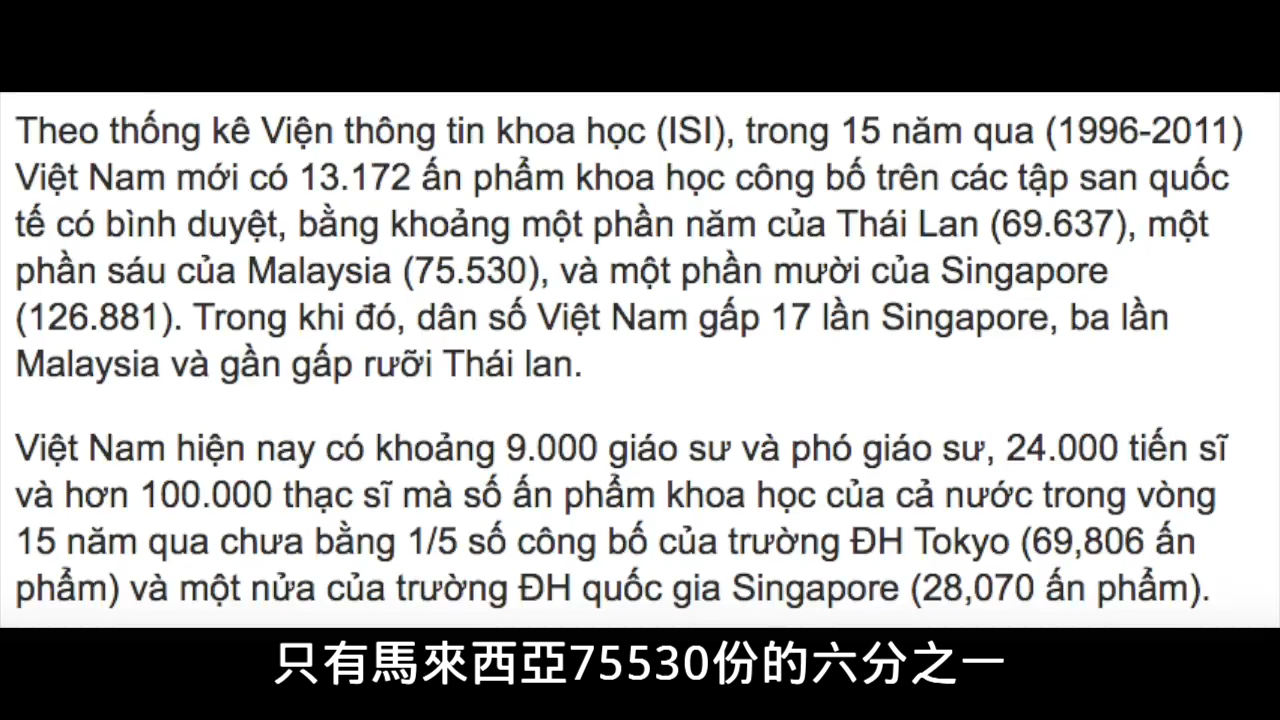 Theo thống kê Viện thông tin khoa học (ISI), trong 15 năm qua (1996-2011)
Việt Nam mới có 13.172 ấn phẩm khoa học công bố trên các tập san quốc
tế có bình duyệt, bằng khoảng một phần năm của Thái Lan (69.637), một
phần sáu của Malaysia (75.530), và một phần mười của Singapore
(126.881). Trong khi đó, dân số Việt Nam gấp 17 lần Singapore, ba lần
Malaysia và gần gấp rưỡi Thái lan.
Việt Nam hiện nay có khoảng 9.000 giáo sư và phó giáo sư, 24.000 tiến sĩ
và hơn 100.000 thạc sĩ mà số ấn phẩm khoa học của cả nước trong vòng
15 năm qua chưa bằng 1/5 số công bố của trường ĐH Tokyo (69,806 ấn
phẩm) và một nửa của trường ĐH quốc gia Singapore (28,070 ấn phẩm).
只有馬來西亞75530份的六分之一